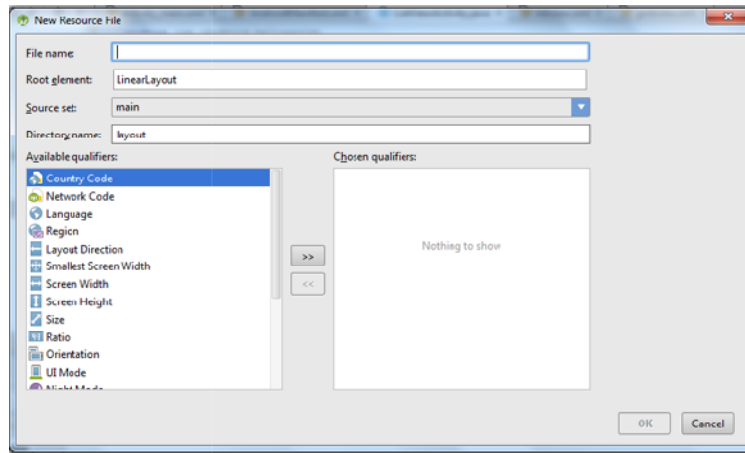 New Resource File
File name
Root element: LinearLayout
Source set: main
Directory name: layout
Available qualifiers:
Chosen qualifiers:
Country Code
Network Code
Language
Region
Layout Direction
Smallest Screen Width
Screen Width
Screen Height
Size
Ratio
Orientation
UI Mode
Night Mode
>>
<<
Nothing to show
OK
Cancel